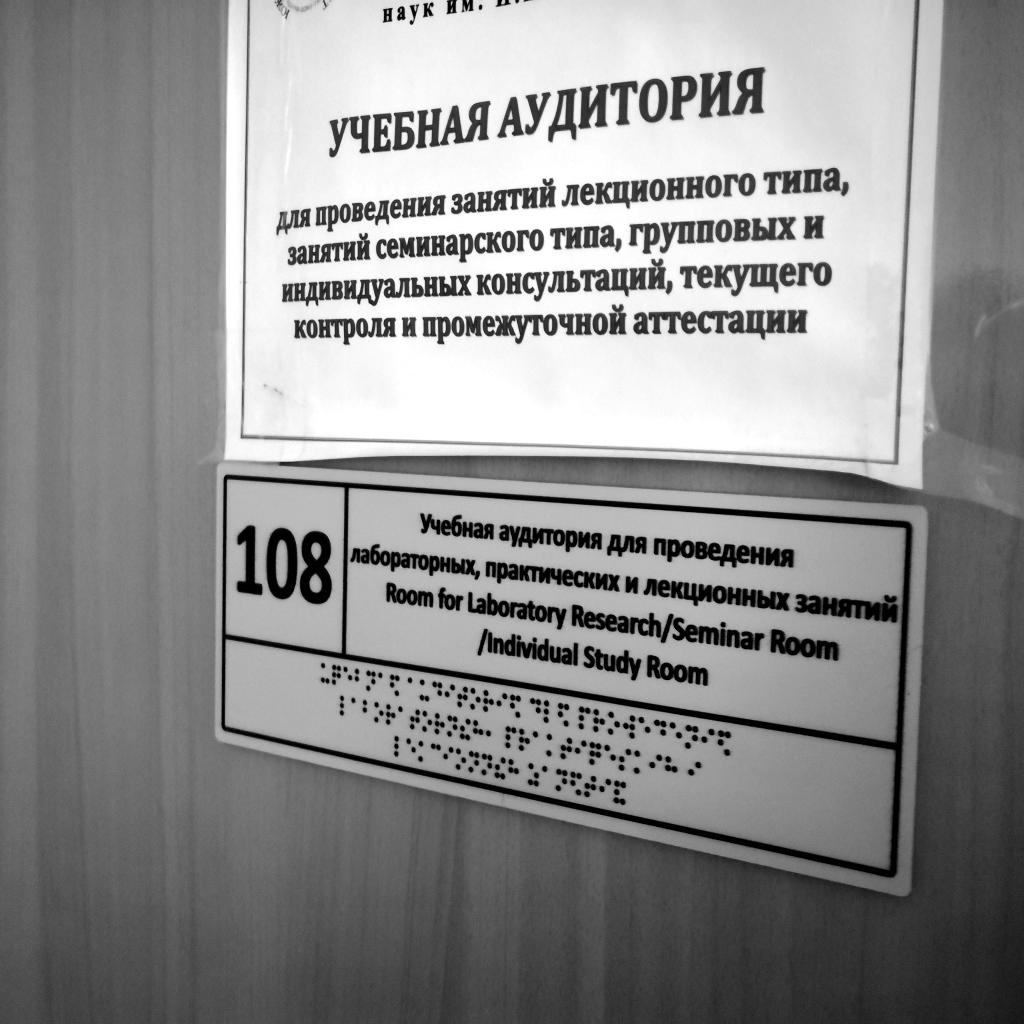 наук им.
УЧЕБНАЯ АУДИТОРИЯ
для проведения занятий лекционного типа,
занятий семинарского типа, групповых и
индивидуальных консультаций, текущего
контроля и промежуточной аттестации
108
Учебная аудитория для проведения
лабораторных, практических и лекционных занятий
Room for Laboratory Research/Seminar Room
/Individual Study Room